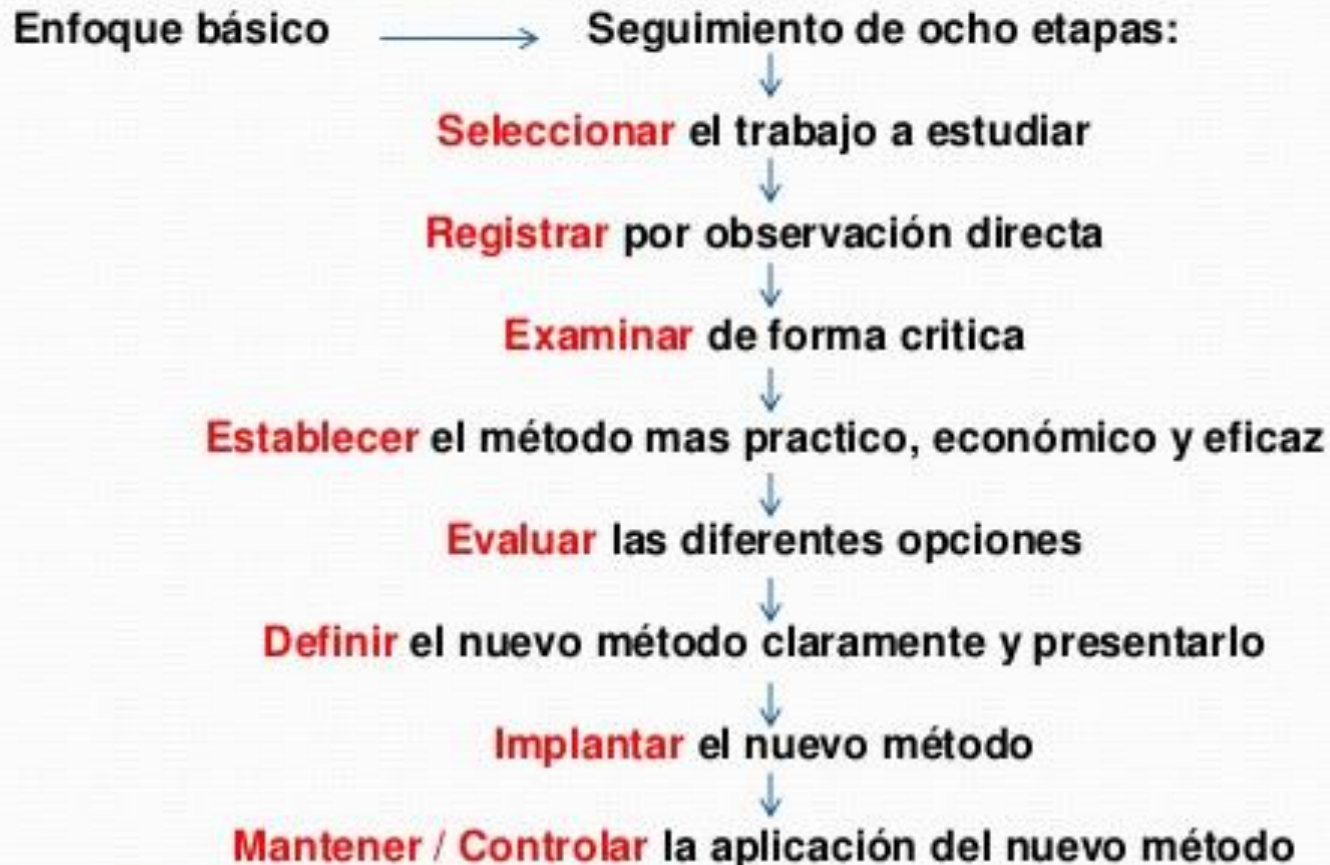 Enfoque básico → Seguimiento de ocho etapas:
Seleccionar el trabajo a estudiar
Registrar por observación directa
Examinar de forma critica
Establecer el método mas practico, económico y eficaz
Evaluar las diferentes opciones
Definir el nuevo método claramente y presentarlo
Implantar el nuevo método
Mantener / Controlar la aplicación del nuevo método